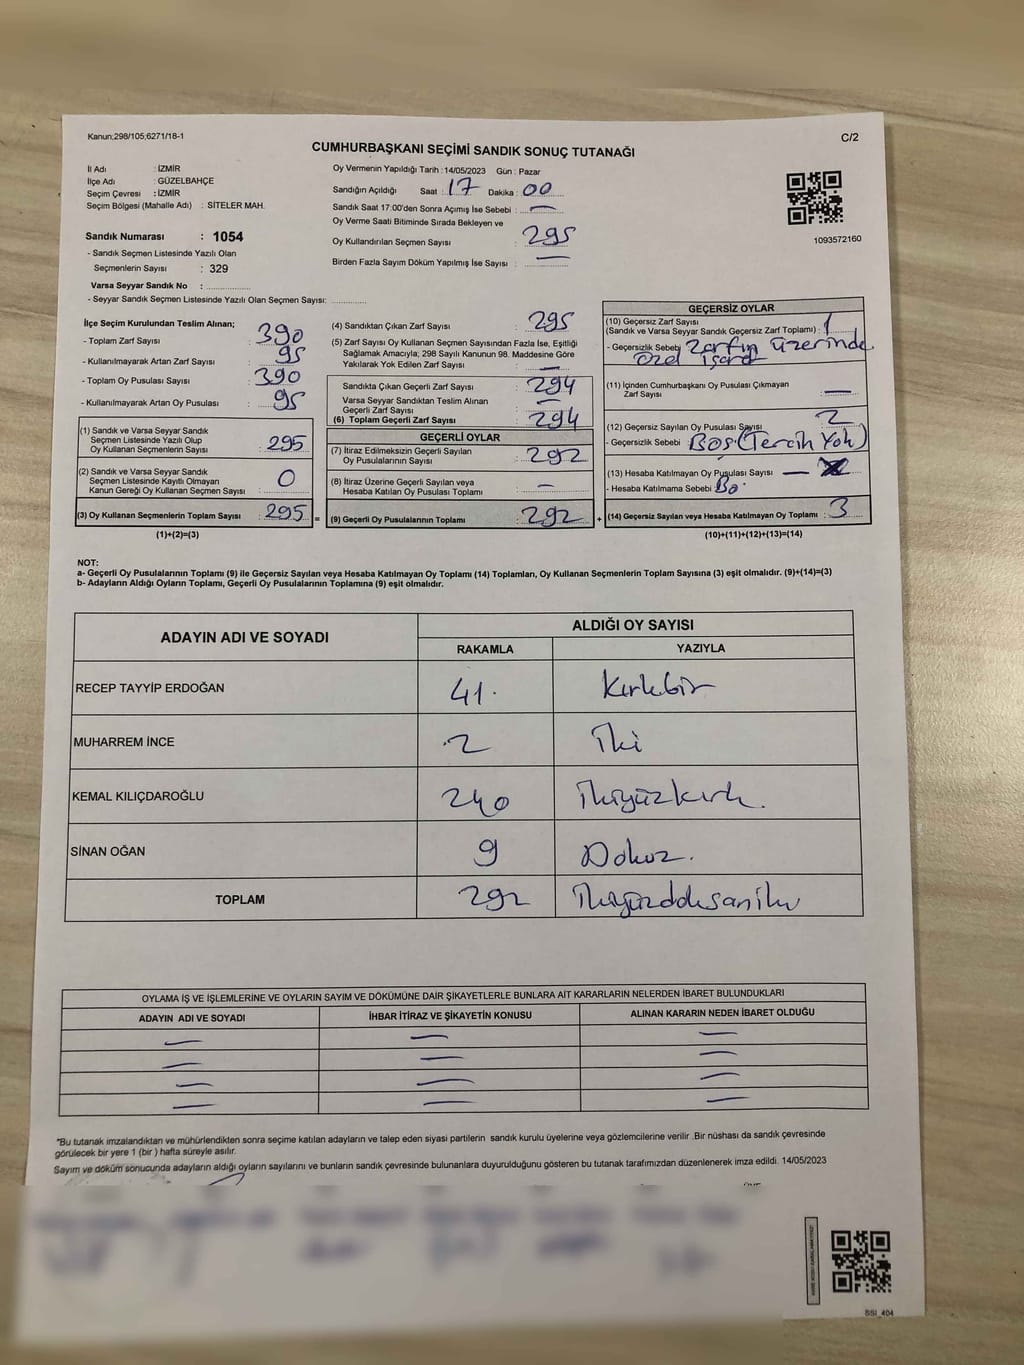 Kanun;298/105;6271/18-1
C/2
CUMHURBAŞKANI SEÇİMİ SANDIK SONUÇ TUTANAĞI
İl Adı : İZMİR
İlçe Adı : GÜZELBAHÇE
Seçim Çevresi : İZMİR
Seçim Bölgesi (Mahalle Adı) : SİTELER MAH.
Sandık Numarası : 1054
- Sandık Seçmen Listesinde Yazılı Olan
Seçmenlerin Sayısı : 329
Varsa Seyyar Sandık No :
- Seyyar Sandık Seçmen Listesinde Yazılı Olan Seçmen Sayısı:
Oy Vermenin Yapıldığı Tarih : 14/05/2023 Gün : Pazar
Sandığın Açıldığı Saat : 17 Dakika : 00
Sandık Saat 17:00'den Sonra Açımış İse Sebebi : —
Oy Verme Saati Bitiminde Sırada Bekleyen ve
Oy Kullandırılan Seçmen Sayısı : 295
Birden Fazla Sayım Döküm Yapılmış İse Sayısı : —
1093572160
İlçe Seçim Kurulundan Teslim Alınan;
- Toplam Zarf Sayısı : 390
- Kullanılmayarak Artan Zarf Sayısı : 95
- Toplam Oy Pusulası Sayısı : 390
- Kullanılmayarak Artan Oy Pusulası : 95
(1) Sandık ve Varsa Seyyar Sandık
Seçmen Listesinde Yazılı Olup
Oy Kullanan Seçmenlerin Sayısı : 295
(2) Sandık ve Varsa Seyyar Sandık
Seçmen Listesinde Kayıtlı Olmayan
Kanun Gereği Oy Kullanan Seçmen Sayısı : 0
(3) Oy Kullanan Seçmenlerin Toplam Sayısı : 295 =
(1)+(2)=(3)
(4) Sandıktan Çıkan Zarf Sayısı : 295
(5) Zarf Sayısı Oy Kullanan Seçmen Sayısından Fazla İse, Eşitliği
Sağlamak Amacıyla; 298 Sayılı Kanunun 98. Maddesine Göre
Yakılarak Yok Edilen Zarf Sayısı : —
Sandıkta Çıkan Geçerli Zarf Sayısı : 294
Varsa Seyyar Sandıktan Teslim Alınan
Geçerli Zarf Sayısı : —
(6) Toplam Geçerli Zarf Sayısı : 294
GEÇERLİ OYLAR
(7) İtiraz Edilmeksizin Geçerli Sayılan
Oy Pusulalarının Sayısı : 292
(8) İtiraz Üzerine Geçerli Sayılan veya
Hesaba Katılan Oy Pusulası Toplamı : —
(9) Geçerli Oy Pusulalarının Toplamı : 292 +
GEÇERSİZ OYLAR
(10) Geçersiz Zarf Sayısı
(Sandık ve Varsa Seyyar Sandık Geçersiz Zarf Toplamı) : 1
- Geçersizlik Sebebi Zarfın üzerinde
özel işaret
(11) İçinden Cumhurbaşkanı Oy Pusulası Çıkmayan
Zarf Sayısı : —
(12) Geçersiz Sayılan Oy Pusulası Sayısı : 2
- Geçersizlik Sebebi : Boş (Tercih Yok)
(13) Hesaba Katılmayan Oy Pusulası Sayısı : —
- Hesaba Katılmama Sebebi : Bo
(14) Geçersiz Sayılan veya Hesaba Katılmayan Oy Toplamı : 3
(10)+(11)+(12)+(13)=(14)
NOT:
a- Geçerli Oy Pusulalarının Toplamı (9) ile Geçersiz Sayılan veya Hesaba Katılmayan Oy Toplamı (14) Toplamları, Oy Kullanan Seçmenlerin Toplam Sayısına (3) eşit olmalıdır. (9)+(14)=(3)
b- Adayların Aldığı Oyların Toplamı, Geçerli Oy Pusulalarının Toplamına (9) eşit olmalıdır.
ADAYIN ADI VE SOYADI
ALDIĞI OY SAYISI
RAKAMLA YAZIYLA
RECEP TAYYİP ERDOĞAN 41. Kırkbir
MUHARREM İNCE 2 İki
KEMAL KILIÇDAROĞLU 240 İkiyüzkırk.
SİNAN OĞAN 9 Dokuz.
TOPLAM 292
OYLAMA İŞ VE İŞLEMLERİNE VE OYLARIN SAYIM VE DÖKÜMÜNE DAİR ŞİKAYETLERLE BUNLARA AİT KARARLARIN NELERDEN İBARET BULUNDUKLARI
ADAYIN ADI VE SOYADI İHBAR İTİRAZ VE ŞİKAYETİN KONUSU ALINAN KARARIN NEDEN İBARET OLDUĞU
— — —
— — —
— — —
— — —
*Bu tutanak imzalandıktan ve mühürlendikten sonra seçime katılan adayların ve talep eden siyasi partilerin sandık kurulu üyelerine veya gözlemcilerine verilir .Bir nüshası da sandık çevresinde
görülecek bir yere 1 (bir ) hafta süreyle asılır.
Sayım ve döküm sonucunda adayların aldığı oyların sayılarını ve bunların sandık çevresinde bulunanlara duyurulduğunu gösteren bu tutanak tarafımızdan düzenlenerek imza edildi. 14/05/2023
SSİ_404